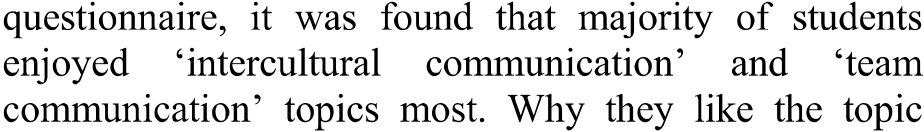 questionnaire, it was found that majority of students
enjoyed ‘intercultural communication’ and ‘team
communication’ topics most. Why they like the topic